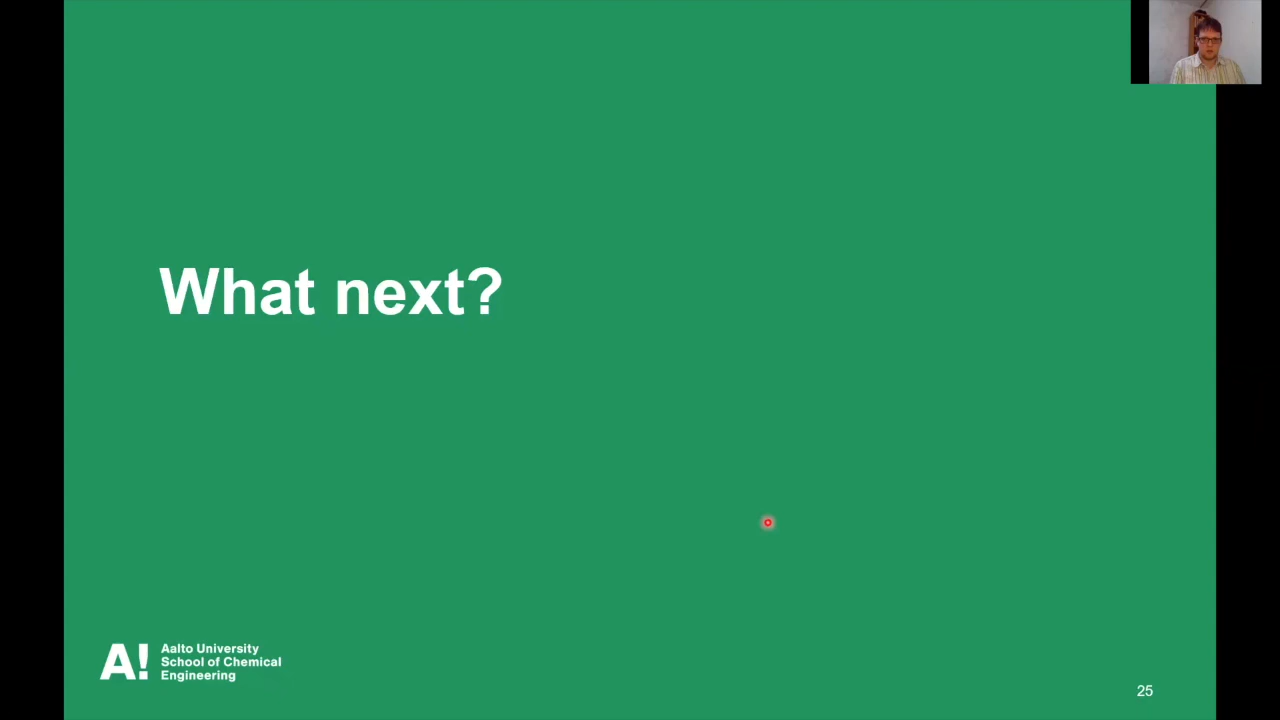 What next?
A! Aalto University
School of Chemical
Engineering
25